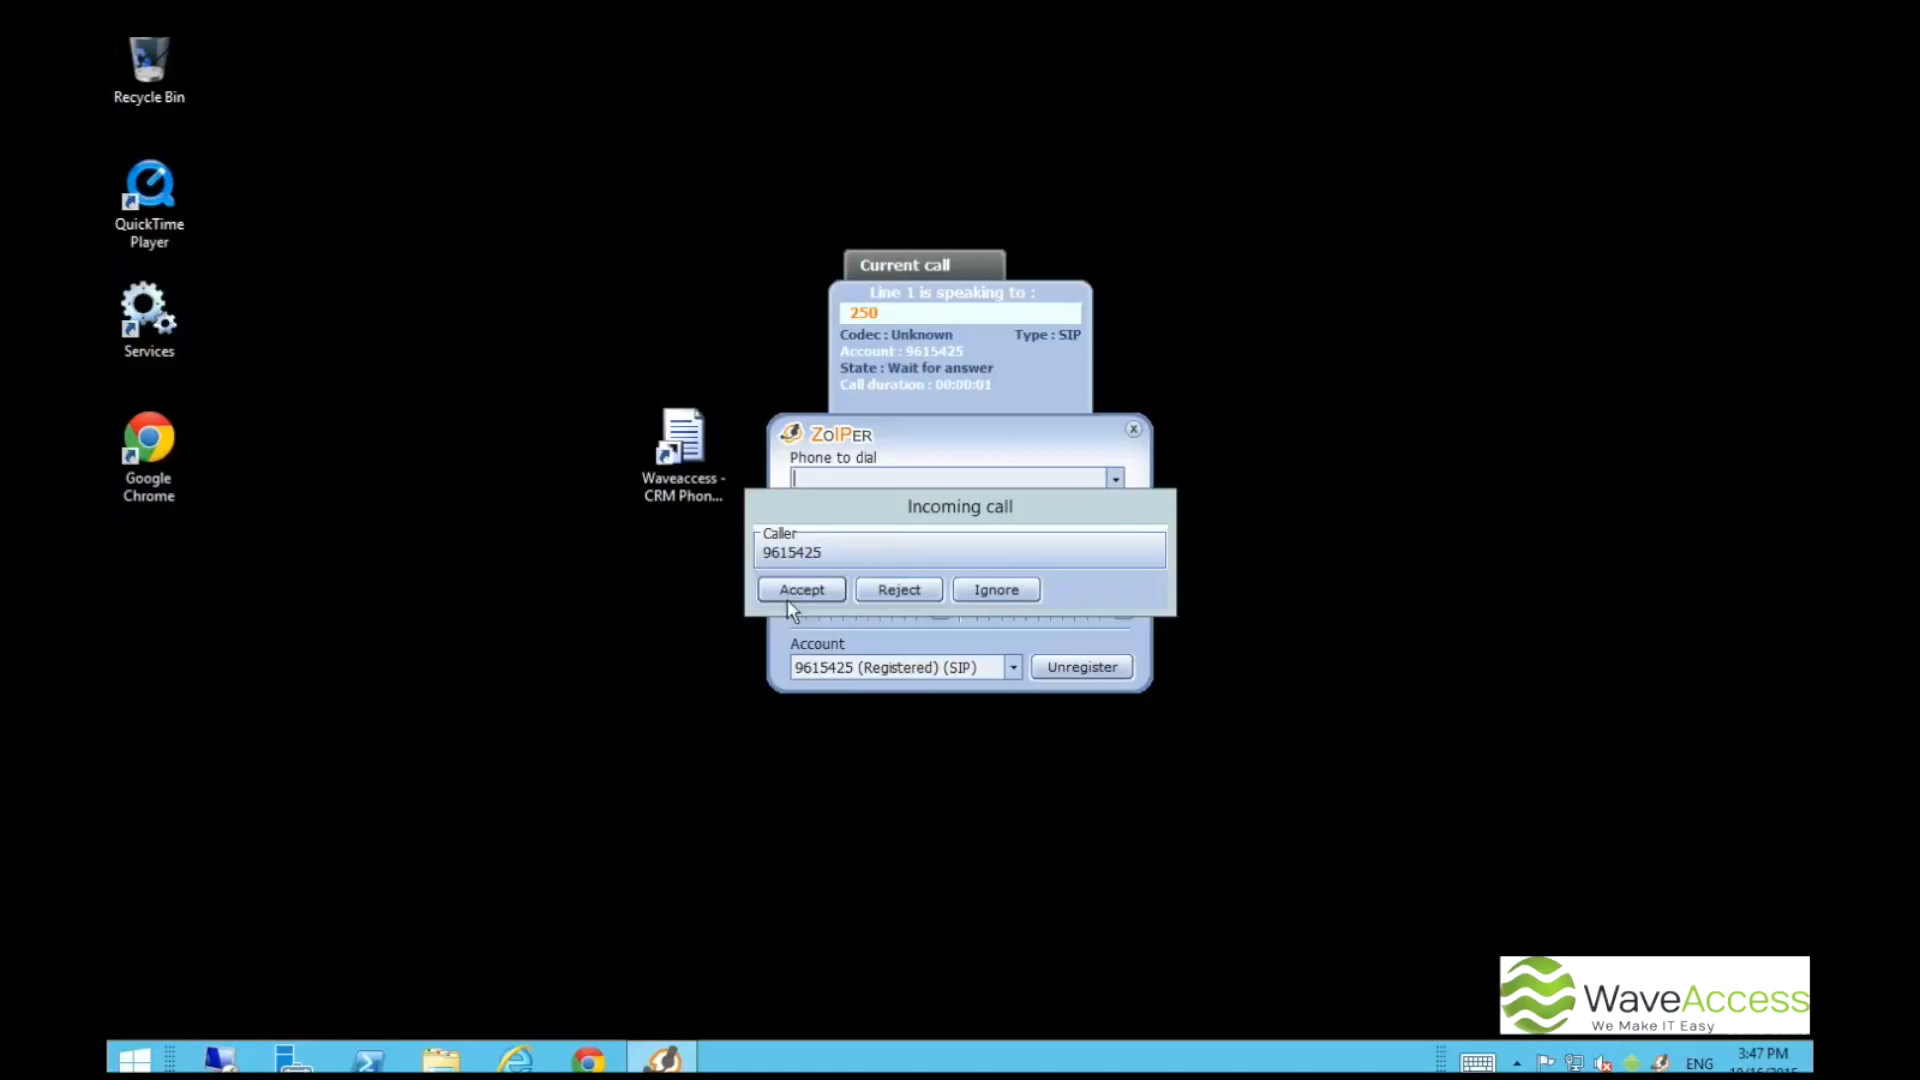 Recycle Bin
QuickTime
Player
Services
Google
Chrome
Waveaccess -
CRM Phon...
Current call
Line 1 is speaking to :
250
Codec : Unknown Type : SIP
Account : 9615425
State : Wait for answer
Call duration : 00:00:01
ZoIPER
Phone to dial
Incoming call
Caller
9615425
Accept Reject Ignore
Account
9615425 (Registered) (SIP) Unregister
WaveAccess
We Make IT Easy
ENG
3:47 PM